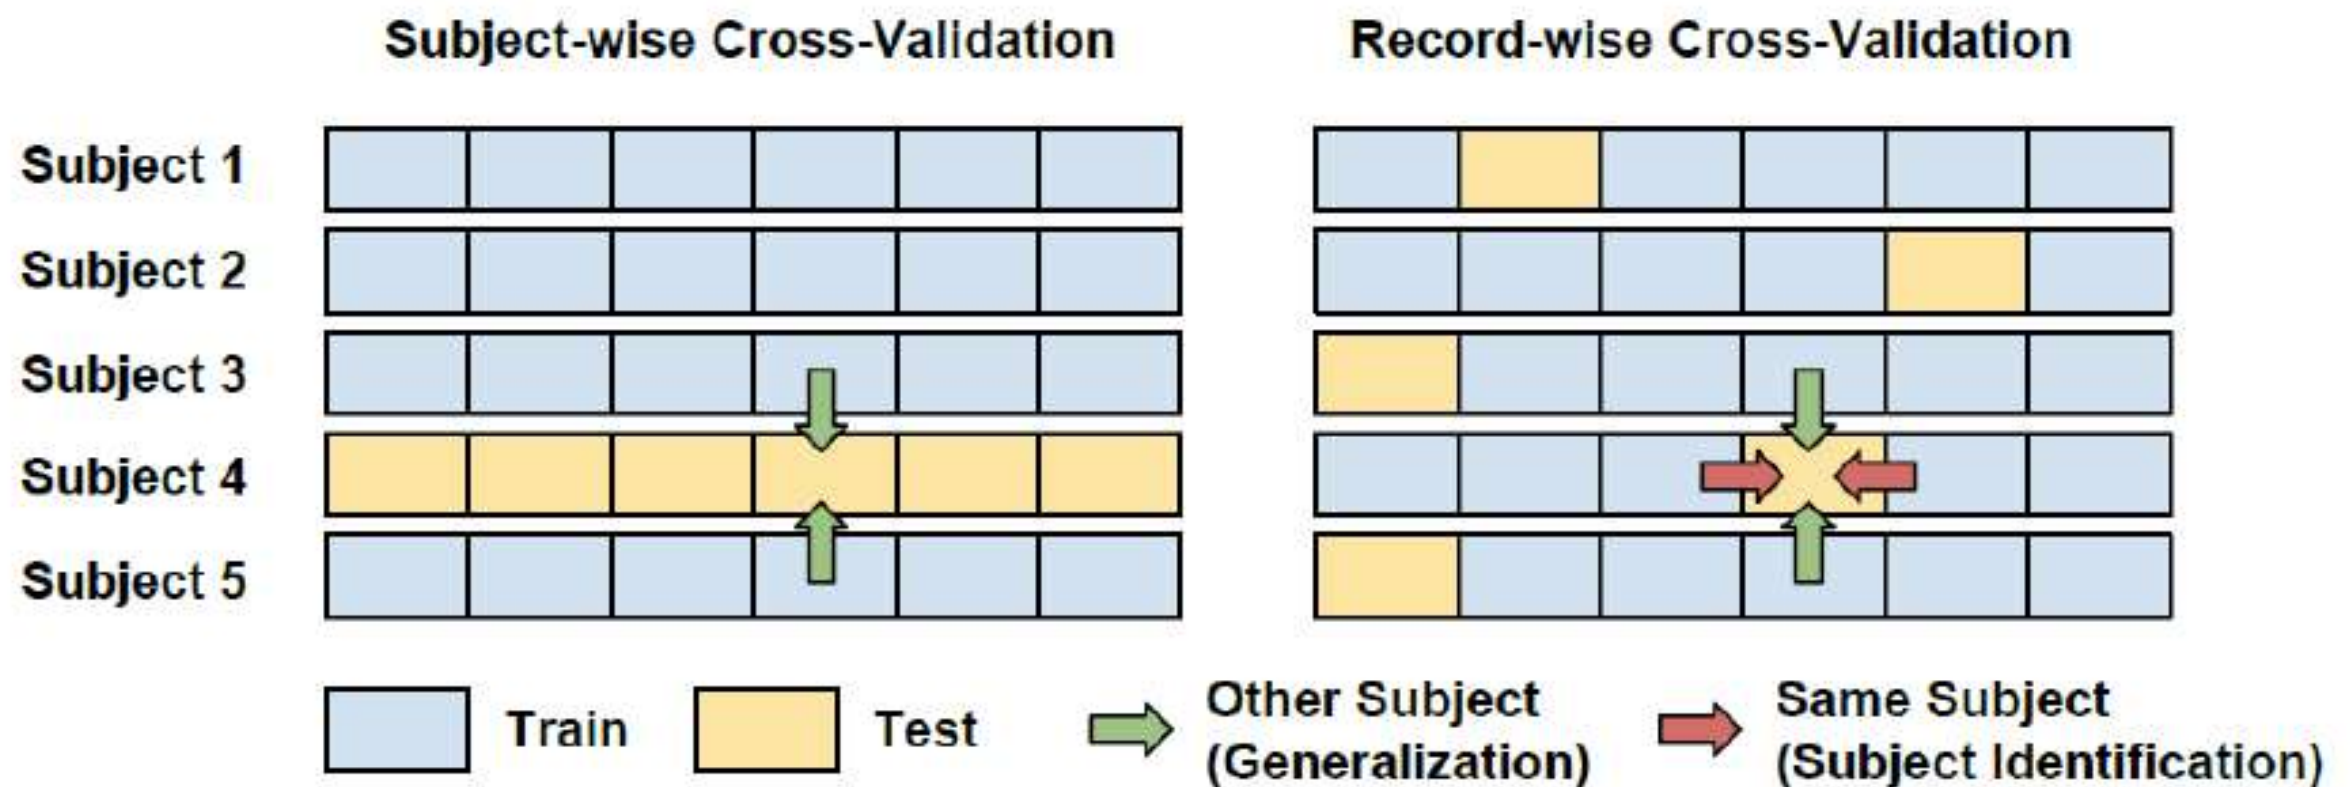 Subject-wise Cross-Validation
Record-wise Cross-Validation
Subject 1
Subject 2
Subject 3
Subject 4
Subject 5
Train
Test
Other Subject
(Generalization)
Same Subject
(Subject Identification)